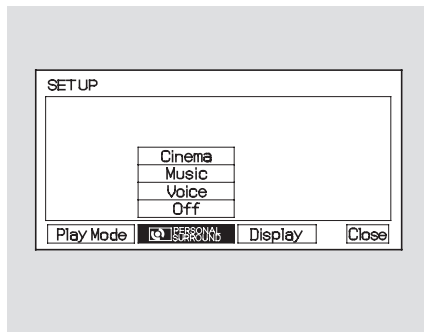 SETUP
Cinema
Music
Voice
Off
Play Mode PERSONAL SURROUND Display Close